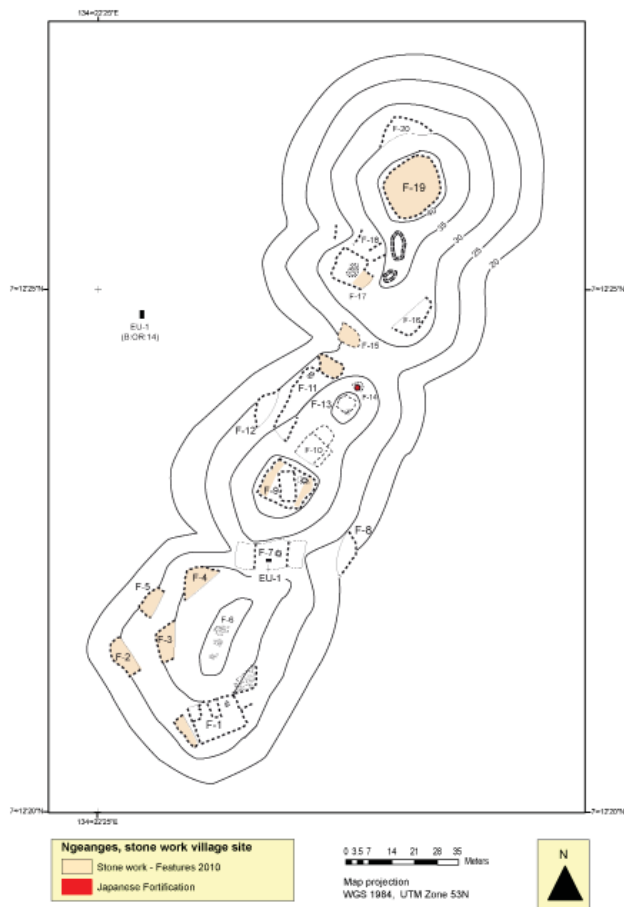 134=22'25"E
F-20
F-19
40
35
30
25
20
F-18
7=12'25"N
7=12'25"N
F-17
F-16
EU-1
(B:OR:14)
F-15
F-11
F-14
F-13
F-12
F-10
F-9
F-8
F-7
EU-1
F-4
F-5
F-6
F-3
F-2
F-1
7=12'20"N
7=12'20"N
134=22'25"E
Ngeanges, stone work village site
Stone work - Features 2010
Japanese Fortification
0 3.5 7 14 21 28 35
Meters
Map projection
WGS 1984, UTM Zone 53N
N